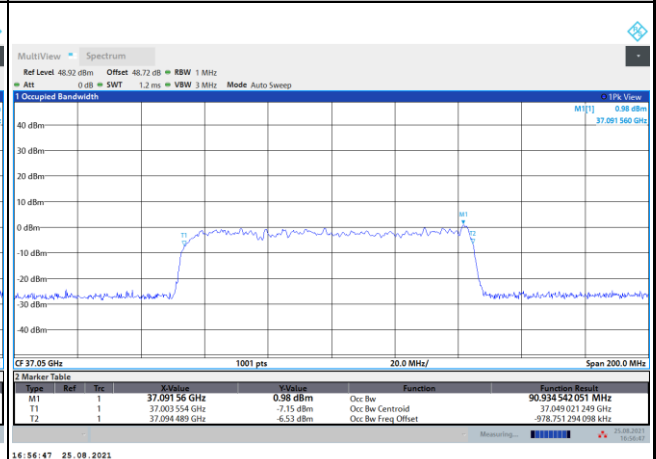 MultiView Spectrum
Ref Level 48.92 dBm Offset 48.72 dB RBW 1 MHz
Att 0 dB SWT 1.2 ms VBW 3 MHz Mode Auto Sweep
1 Occupied Bandwidth 1Pk View
M1[1] 0.98 dBm
37.091 560 GHz
40 dBm
30 dBm
20 dBm
10 dBm
M1
0 dBm
T1 T2
-10 dBm
-20 dBm
-30 dBm
-40 dBm
CF 37.05 GHz 1001 pts 20.0 MHz/ Span 200.0 MHz
2 Marker Table
Type Ref Trc X-Value Y-Value Function Function Result
M1 1 37.091 56 GHz 0.98 dBm Occ Bw 90.934 542 051 MHz
T1 1 37.003 554 GHz -7.15 dBm Occ Bw Centroid 37.049 021 249 GHz
T2 1 37.094 489 GHz -6.53 dBm Occ Bw Freq Offset -978.751 294 098 kHz
Measuring... 25.08.2021
16:56:47
16:56:47 25.08.2021